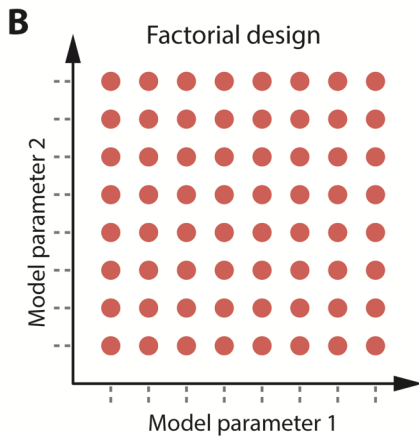 B
Factorial design
Model parameter 2
Model parameter 1